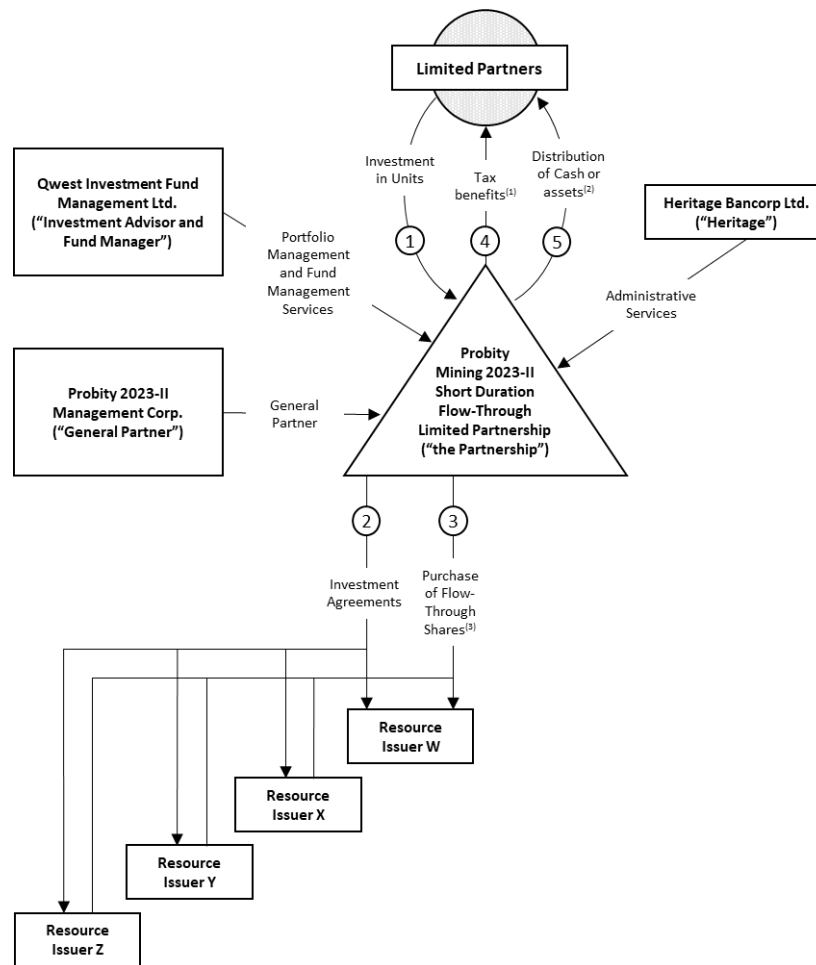 Limited Partners
Investment
in Units
Tax
benefits(1)
Distribution
of Cash or
assets(2)
Qwest Investment Fund
Management Ltd.
("Investment Advisor and
Fund Manager")
Heritage Bancorp Ltd.
("Heritage")
1
4
5
Portfolio
Management
and Fund
Management
Services
Administrative
Services
Probity 2023-II
Management Corp.
("General Partner")
General
Partner
Probity
Mining 2023-II
Short Duration
Flow-Through
Limited Partnership
("the Partnership")
2
3
Investment
Agreements
Purchase
of Flow-
Through
Shares(3)
Resource
Issuer W
Resource
Issuer X
Resource
Issuer Y
Resource
Issuer Z